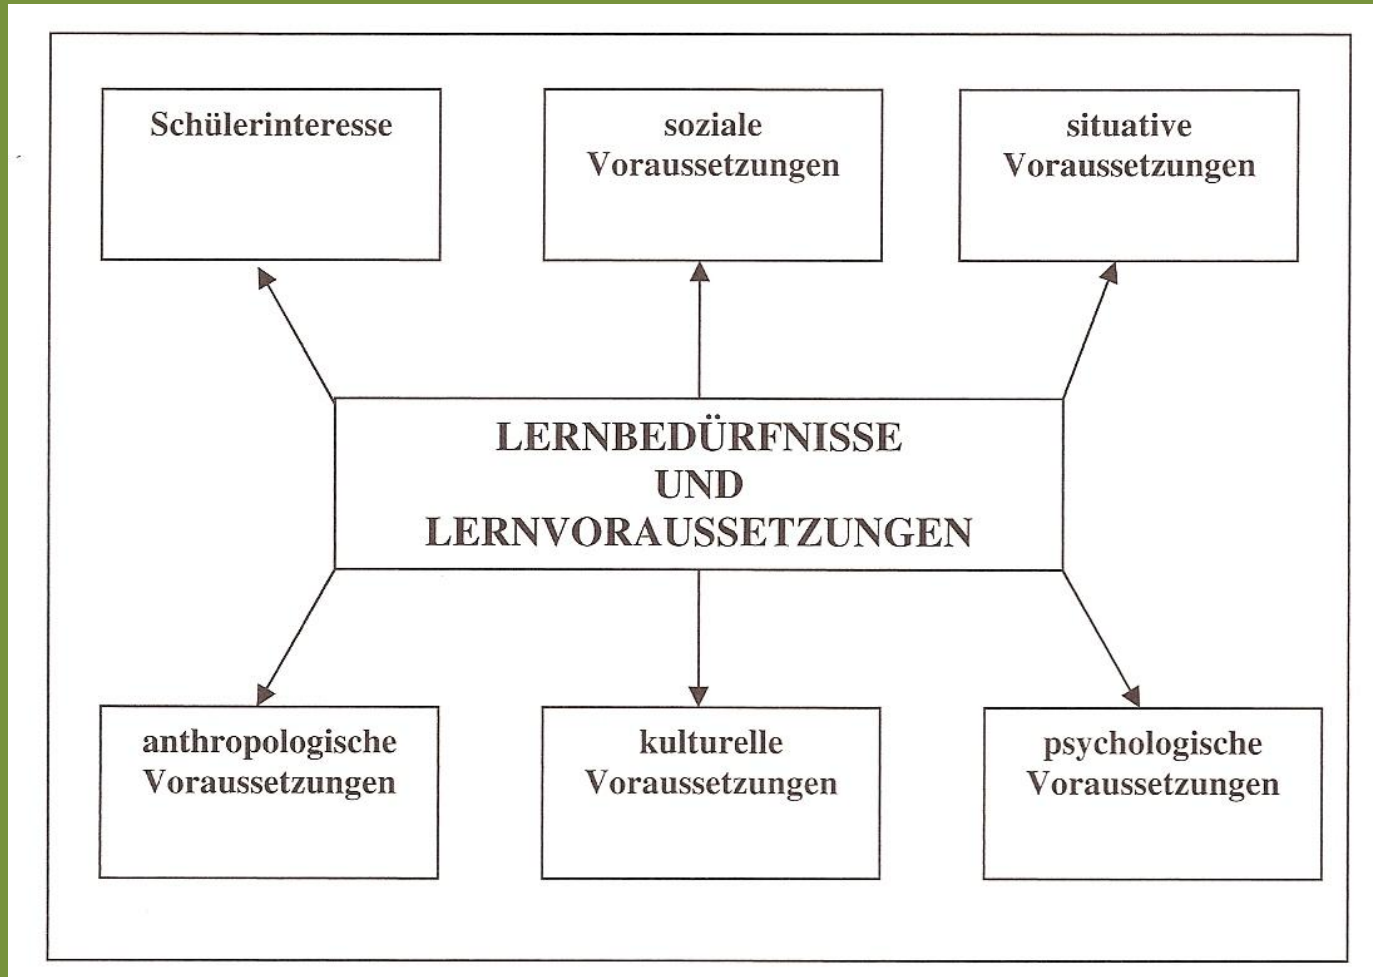 Schülerinteresse
soziale
Voraussetzungen
situative
Voraussetzungen
LERNBEDÜRFNISSE
UND
LERNVORAUSSETZUNGEN
anthropologische
Voraussetzungen
kulturelle
Voraussetzungen
psychologische
Voraussetzungen